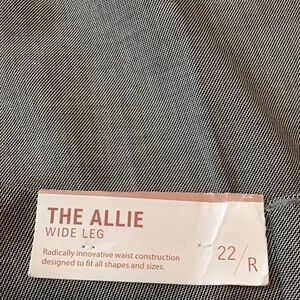 THE ALLIE
WIDE LEG
Radically innovative waist construction
designed to fit all shapes and sizes.
22/R